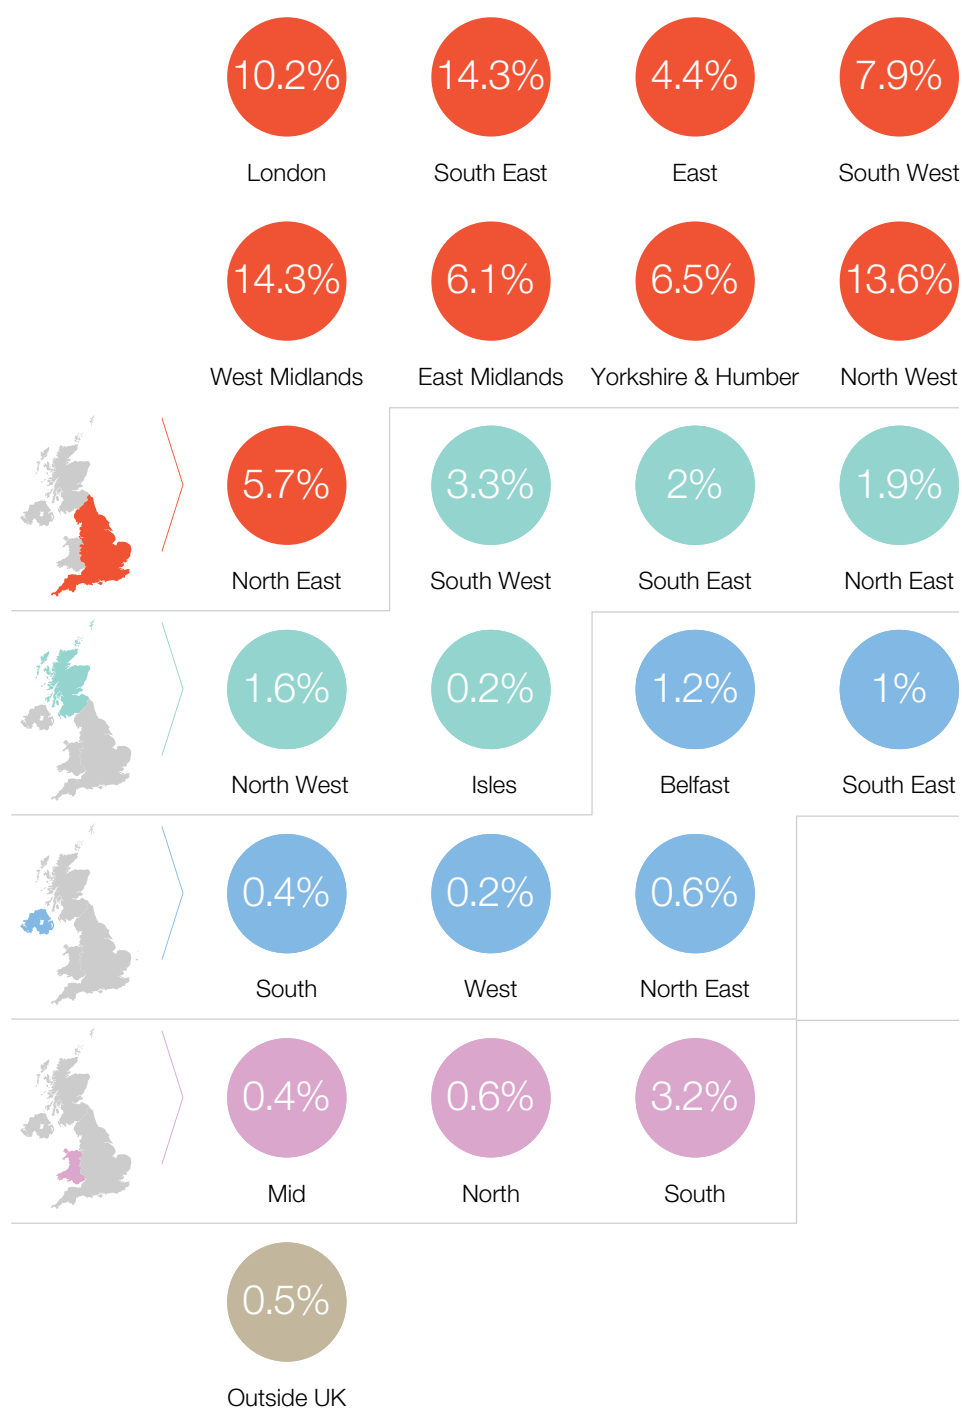 10.2% 14.3% 4.4% 7.9%
London South East East South West
14.3% 6.1% 6.5% 13.6%
West Midlands East Midlands Yorkshire & Humber North West
5.7% 3.3% 2% 1.9%
North East South West South East North East
1.6% 0.2% 1.2% 1%
North West Isles Belfast South East
0.4% 0.2% 0.6%
South West North East
0.4% 0.6% 3.2%
Mid North South
0.5%
Outside UK